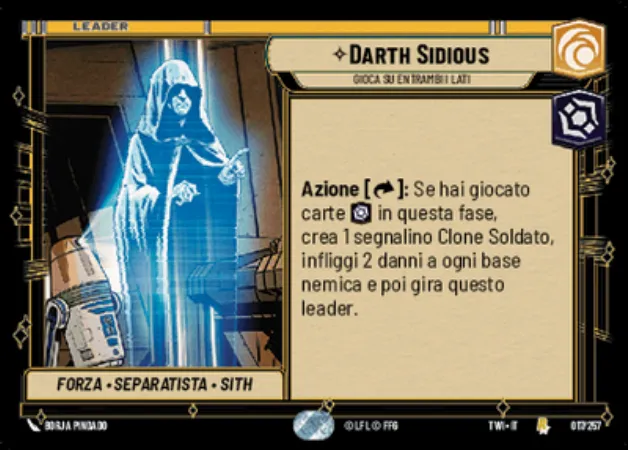 LEADER
DARTH SIDIOUS
GIOCA SU ENTRAMBI I LATI
Azione [ ]: Se hai giocato
carte in questa fase,
crea 1 segnalino Clone Soldato,
infliggi 2 danni a ogni base
nemica e poi gira questo
leader.
FORZA • SEPARATISTA • SITH
BORJA PINDADO
© LFL © FFG
TWI • IT
017/257